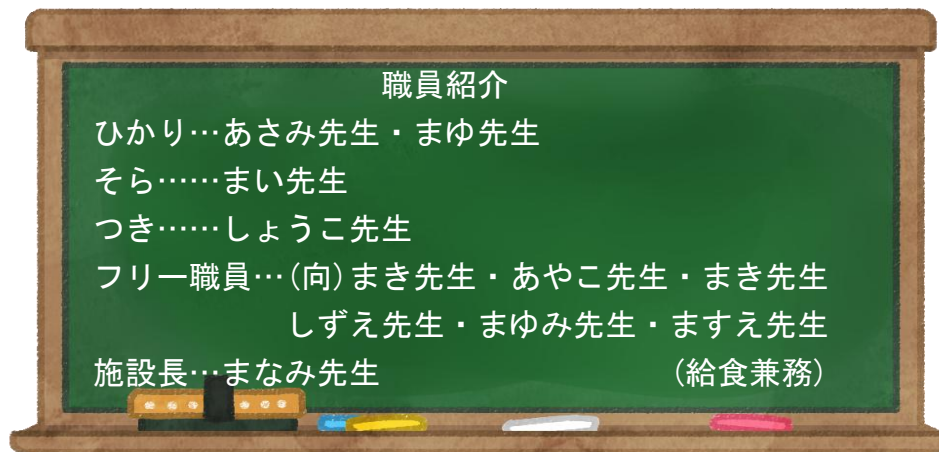 職員紹介
ひかり…あさみ先生・まゆ先生
そら……まい先生
つき……しょうこ先生
フリー職員…(向)まき先生・あやこ先生・まき先生
しずえ先生・まゆみ先生・ますえ先生
施設長…まなみ先生　　　　　　　　　(給食兼務)